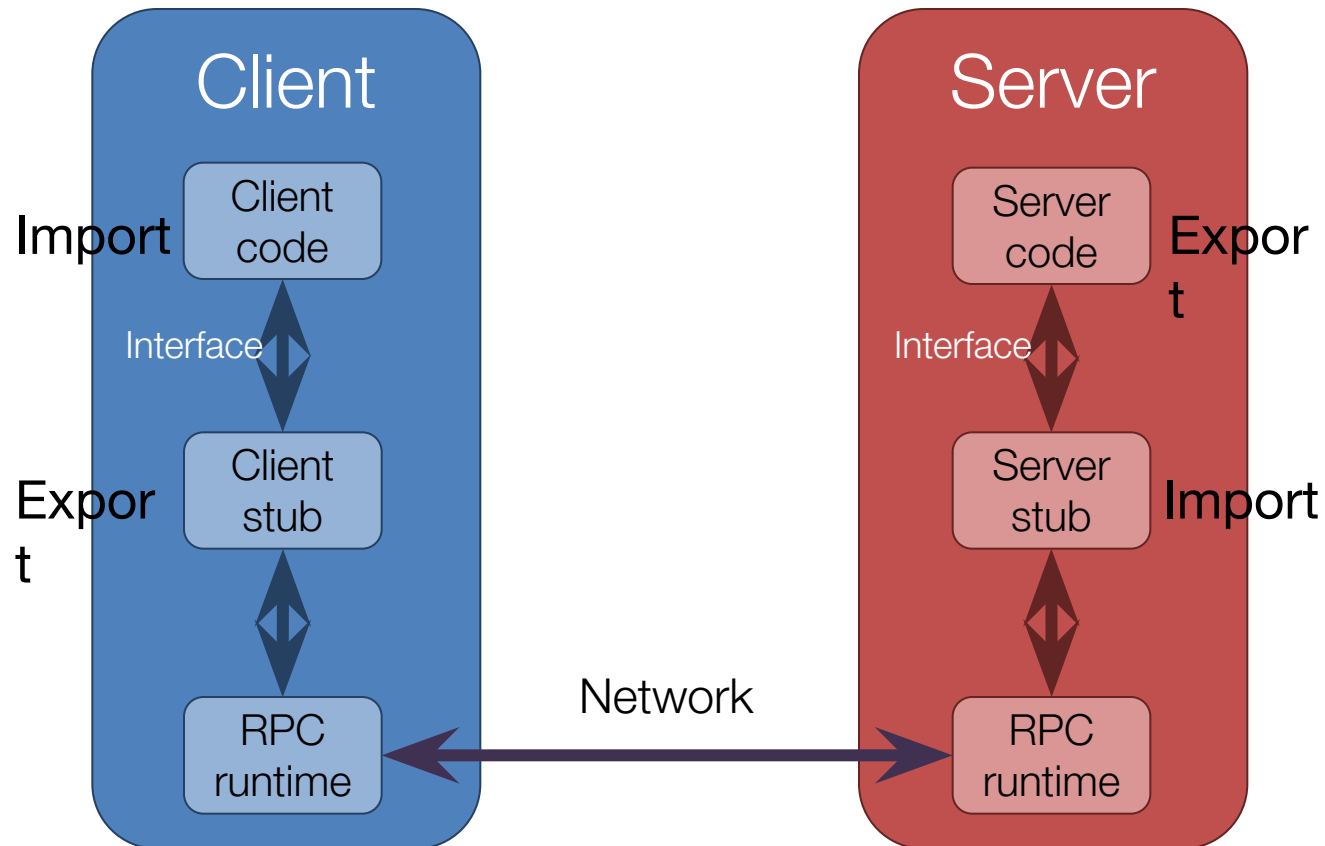 Client
Client
code
Import
Interface
Client
stub
Expor
t
RPC
runtime
Network
Server
Server
code
Expor
t
Interface
Server
stub
Import
RPC
runtime